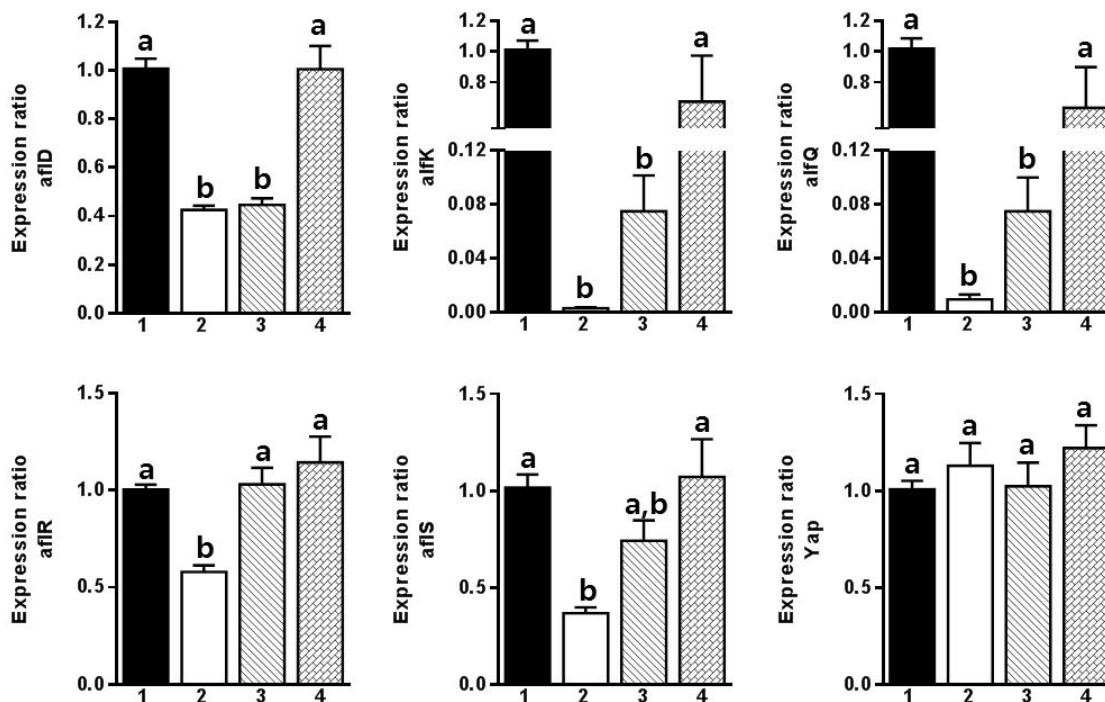 Expression ratio
aflD
1.2
1.0
0.8
0.6
0.4
0.2
0.0
a
b
b
a
1 2 3 4
Expression ratio
alfK
1.2
1.0
0.8
0.12
0.08
0.04
0.00
a
b
b
a
1 2 3 4
Expression ratio
alfQ
1.2
1.0
0.8
0.12
0.08
0.04
0.00
a
b
b
a
1 2 3 4
Expression ratio
aflR
1.5
1.0
0.5
0.0
a
b
a
a
1 2 3 4
Expression ratio
aflS
1.5
1.0
0.5
0.0
a
b
a,b
a
1 2 3 4
Expression ratio
Yap
1.5
1.0
0.5
0.0
a
a
a
a
1 2 3 4